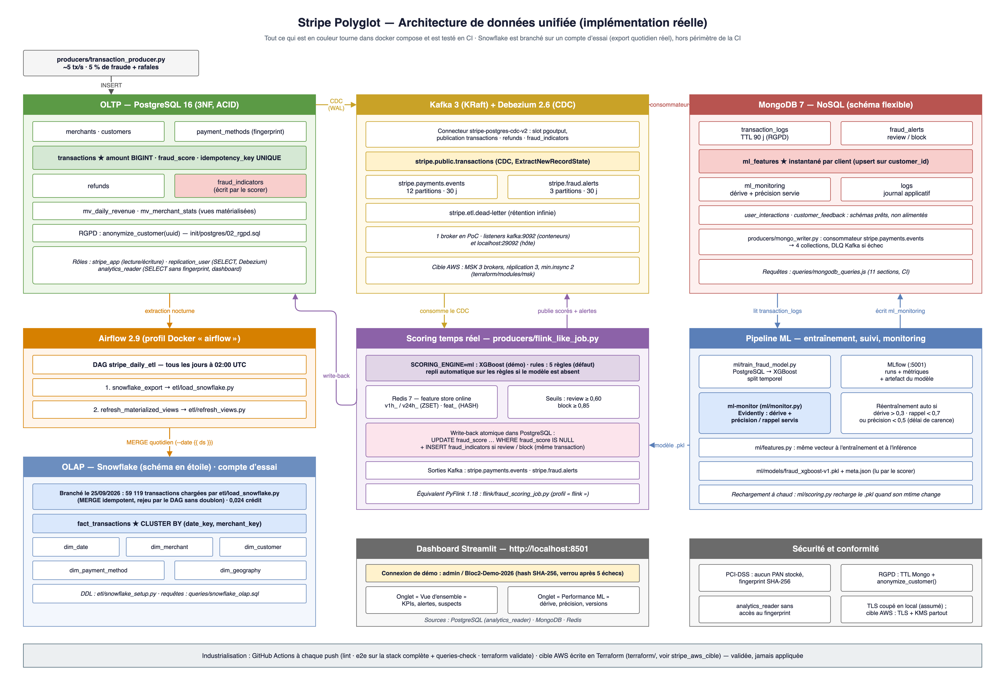 Stripe Polyglot — Architecture de données unifiée (implémentation réelle)
Tout ce qui est en couleur tourne dans docker compose et est testé en CI · Snowflake est branché sur un compte d’essai (export quotidien réel), hors périmètre de la CI
producers/transaction_producer.py
~5 tx/s · 5 % de fraude + rafales
INSERT
OLTP — PostgreSQL 16 (3NF, ACID)
merchants · customers
payment_methods (fingerprint)
transactions ★ amount BIGINT · fraud_score · idempotency_key UNIQUE
refunds
fraud_indicators
(écrit par le scorer)
mv_daily_revenue · mv_merchant_stats (vues matérialisées)
RGPD : anonymize_customer(uuid) — init/postgres/02_rgpd.sql
Rôles : stripe_app (lecture/écriture) · replication_user (SELECT, Debezium)
analytics_reader (SELECT sans fingerprint, dashboard)
CDC
(WAL)
Kafka 3 (KRaft) + Debezium 2.6 (CDC)
Connecteur stripe-postgres-cdc-v2 : slot pgoutput,
publication transactions · refunds · fraud_indicators
stripe.public.transactions (CDC, ExtractNewRecordState)
stripe.payments.events
12 partitions · 30 j
stripe.fraud.alerts
3 partitions · 30 j
stripe.etl.dead-letter (rétention infinie)
1 broker en PoC · listeners kafka:9092 (conteneurs)
et localhost:29092 (hôte)
Cible AWS : MSK 3 brokers, réplication 3, min.insync 2
(terraform/modules/msk)
consommateur
MongoDB 7 — NoSQL (schéma flexible)
transaction_logs
TTL 90 j (RGPD)
fraud_alerts
review / block
ml_features ★ instantané par client (upsert sur customer_id)
ml_monitoring
dérive + précision servie
logs
journal applicatif
user_interactions · customer_feedback : schémas prêts, non alimentés
producers/mongo_writer.py : consommateur stripe.payments.events
→ 4 collections, DLQ Kafka si échec
Requêtes : queries/mongodb_queries.js (11 sections, CI)
extraction nocturne
consomme le CDC
publie scorés + alertes
lit transaction_logs
écrit ml_monitoring
Airflow 2.9 (profil Docker « airflow »)
DAG stripe_daily_etl — tous les jours à 02:00 UTC
1. snowflake_export → etl/load_snowflake.py
2. refresh_materialized_views → etl/refresh_views.py
write-back
MERGE quotidien (--date {{ ds }})
Scoring temps réel — producers/flink_like_job.py
SCORING_ENGINE=ml : XGBoost (démo) · rules : 5 règles (défaut)
repli automatique sur les règles si le modèle est absent
Redis 7 — feature store online
v1h_ / v24h_ (ZSET) · feat_ (HASH)
Seuils : review ≥ 0,60
block ≥ 0,85
Write-back atomique dans PostgreSQL :
UPDATE fraud_score … WHERE fraud_score IS NULL
+ INSERT fraud_indicators si review / block (même transaction)
Sorties Kafka : stripe.payments.events · stripe.fraud.alerts
Équivalent PyFlink 1.18 : flink/fraud_scoring_job.py (profil « flink »)
modèle .pkl
Pipeline ML — entraînement, suivi, monitoring
ml/train_fraud_model.py
PostgreSQL → XGBoost
split temporel
MLflow (:5001)
runs + métriques
+ artefact du modèle
ml-monitor (ml/monitor.py)
Evidently : dérive +
précision / rappel servis
Réentraînement auto si
dérive > 0,3 · rappel < 0,7
ou précision < 0,5 (délai de carence)
ml/features.py : même vecteur à l'entraînement et à l'inférence
ml/models/fraud_xgboost-v1.pkl + meta.json (lu par le scorer)
Rechargement à chaud : ml/scoring.py recharge le .pkl quand son mtime change
OLAP — Snowflake (schéma en étoile) · compte d’essai
Branché le 25/09/2026 : 59 119 transactions chargées par etl/load_snowflake.py
(MERGE idempotent, rejeu par le DAG sans doublon) · 0,024 crédit
fact_transactions ★ CLUSTER BY (date_key, merchant_key)
dim_date
dim_merchant
dim_customer
dim_payment_method
dim_geography
DDL : etl/snowflake_setup.py · requêtes : queries/snowflake_olap.sql
Dashboard Streamlit — http://localhost:8501
Connexion de démo : admin / Bloc2-Demo-2026 (hash SHA-256, verrou après 5 échecs)
Onglet « Vue d'ensemble »
KPIs, alertes, suspects
Onglet « Performance ML »
dérive, précision, versions
Sources : PostgreSQL (analytics_reader) · MongoDB · Redis
Sécurité et conformité
PCI-DSS : aucun PAN stocké,
fingerprint SHA-256
RGPD : TTL Mongo +
anonymize_customer()
analytics_reader sans
accès au fingerprint
TLS coupé en local (assumé) ;
cible AWS : TLS + KMS partout
Industrialisation : GitHub Actions à chaque push (lint · e2e sur la stack complète + queries-check · terraform validate) · cible AWS écrite en Terraform (terraform/, voir stripe_aws_cible) — validée, jamais appliquée